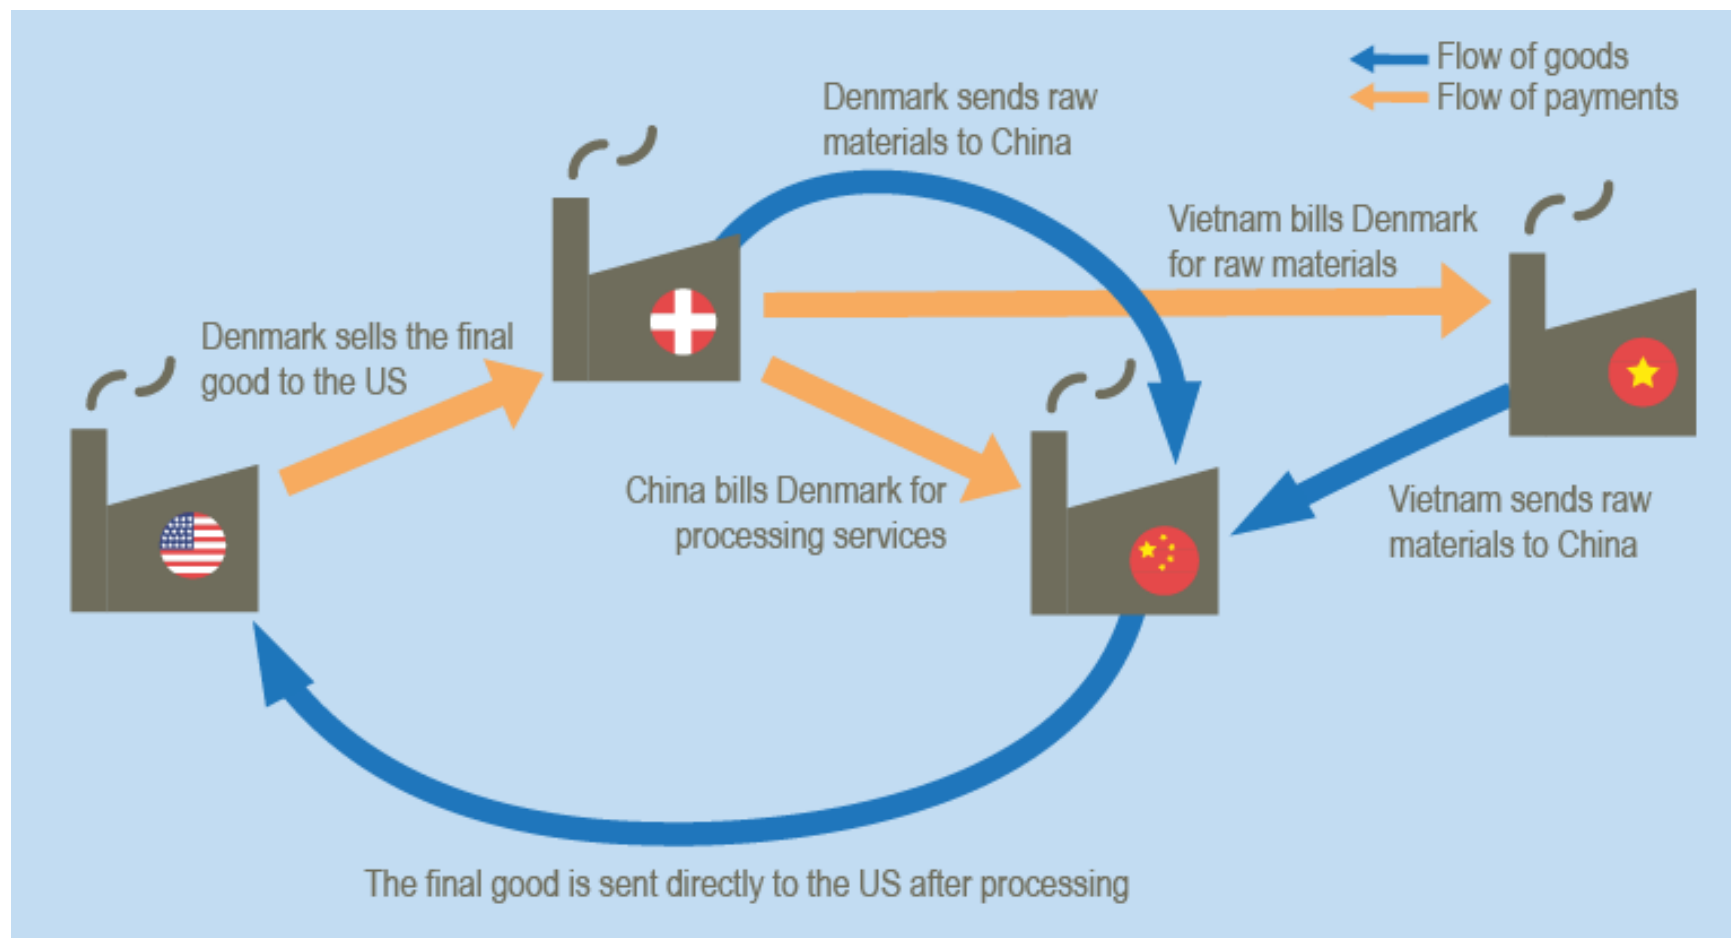 Flow of goods
Flow of payments
Denmark sends raw
materials to China
Vietnam bills Denmark
for raw materials
Denmark sells the final
good to the US
China bills Denmark for
processing services
Vietnam sends raw
materials to China
The final good is sent directly to the US after processing